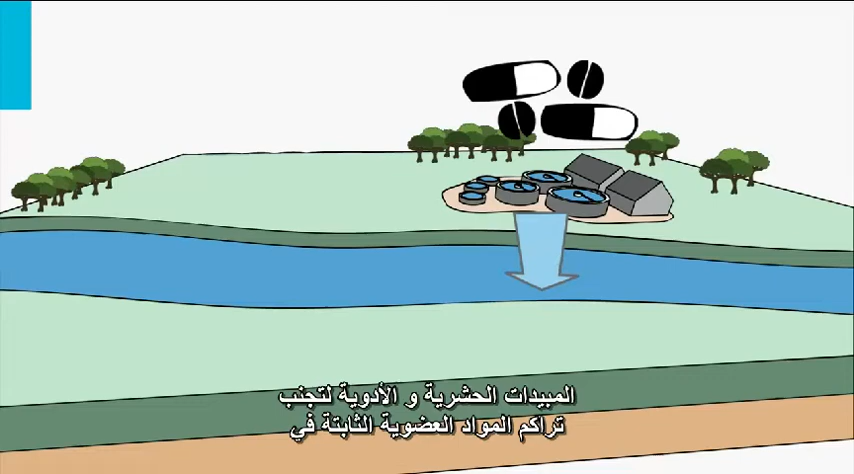 المبيدات الحشرية و الأدوية لتجنب
تراكم المواد العضوية الثابتة في